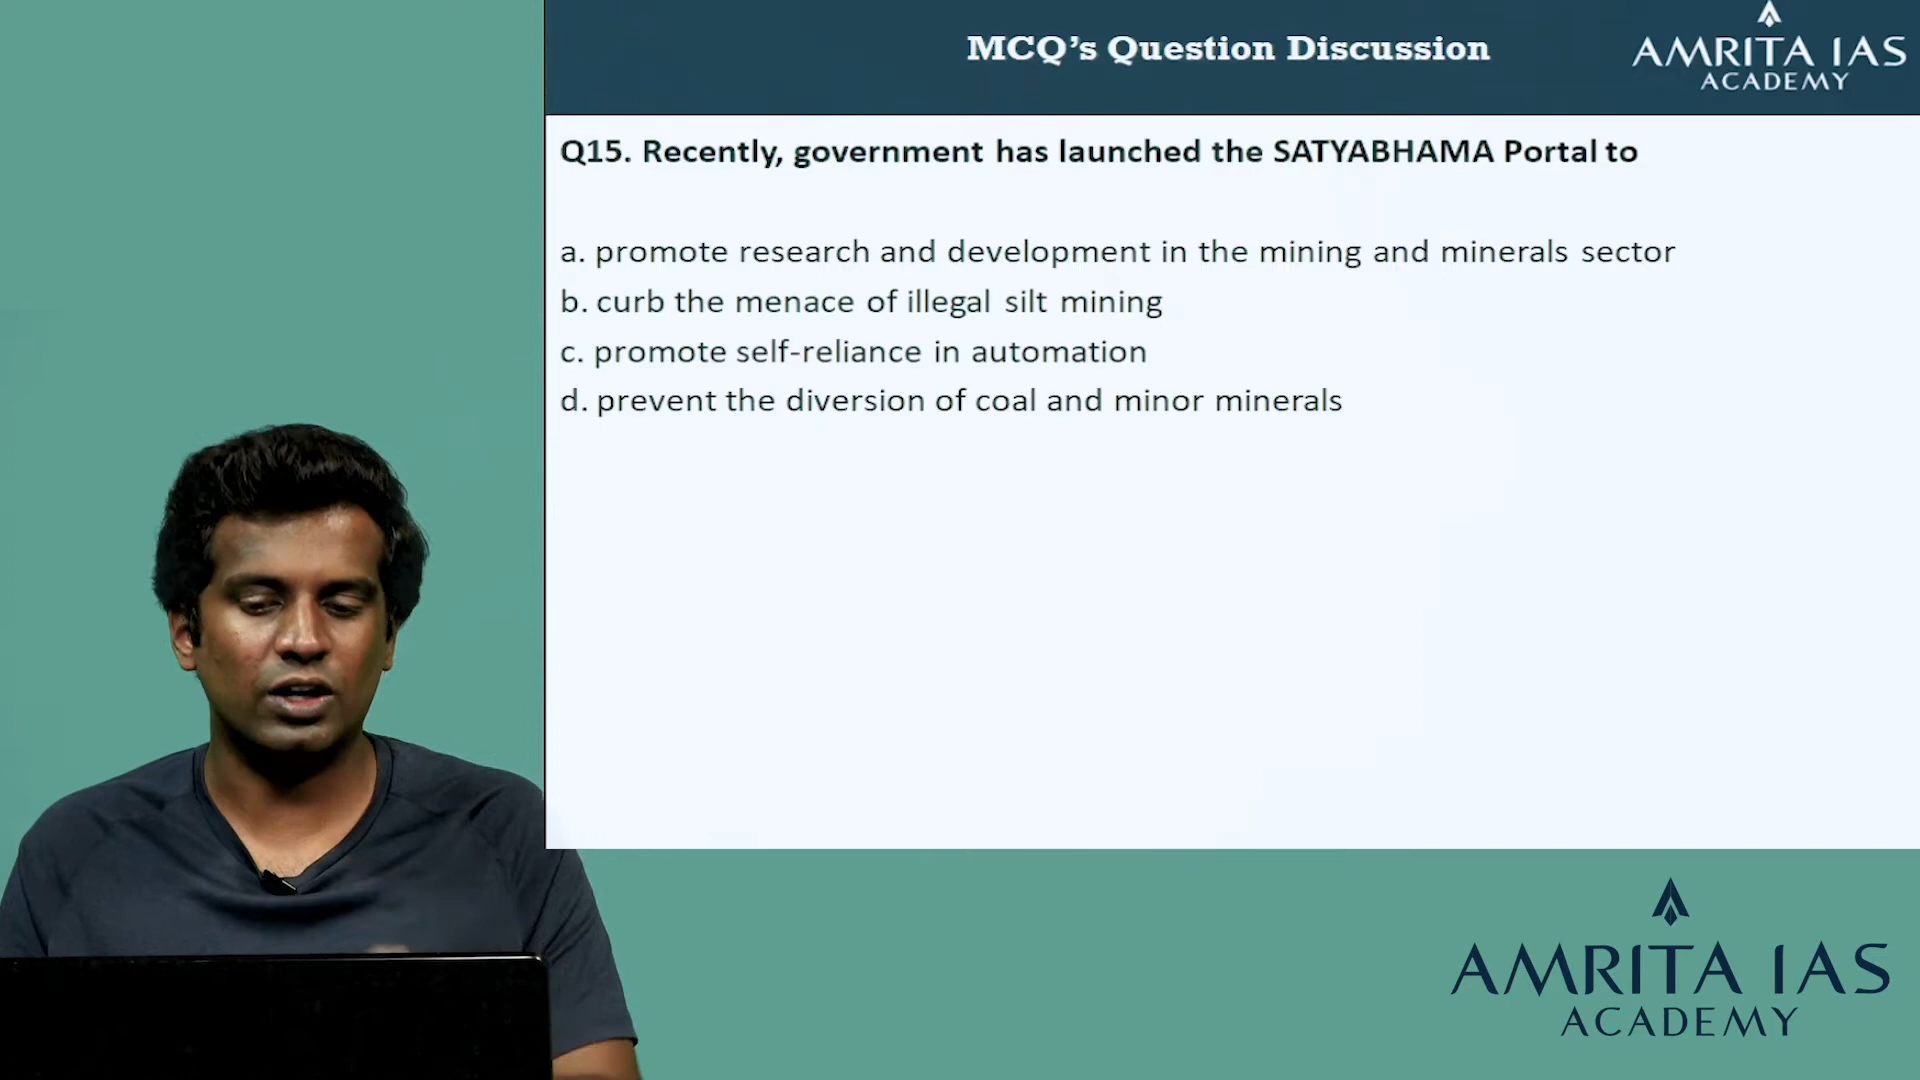 MCQ's Question Discussion
AMRITA IAS
ACADEMY
Q15. Recently, government has launched the SATYABHAMA Portal to
a. promote research and development in the mining and minerals sector
b. curb the menace of illegal silt mining
c. promote self-reliance in automation
d. prevent the diversion of coal and minor minerals
AMRITA IAS
ACADEMY